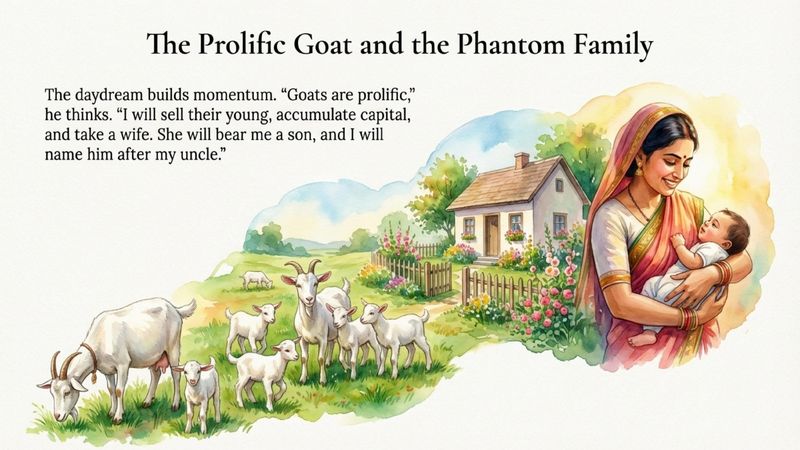 The Prolific Goat and the Phantom Family
The daydream builds momentum. “Goats are prolific,”
he thinks. “I will sell their young, accumulate capital,
and take a wife. She will bear me a son, and I will
name him after my uncle.”